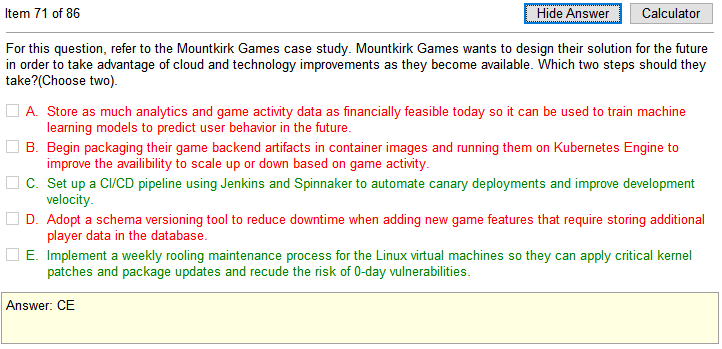 Item 71 of 86
Hide Answer
Calculator
For this question, refer to the Mountkirk Games case study. Mountkirk Games wants to design their solution for the future
in order to take advantage of cloud and technology improvements as they become available. Which two steps should they
take?(Choose two).
A. Store as much analytics and game activity data as financially feasible today so it can be used to train machine
learning models to predict user behavior in the future.
B. Begin packaging their game backend artifacts in container images and running them on Kubernetes Engine to
improve the availibility to scale up or down based on game activity.
C. Set up a CI/CD pipeline using Jenkins and Spinnaker to automate canary deployments and improve development
velocity.
D. Adopt a schema versioning tool to reduce downtime when adding new game features that require storing additional
player data in the database.
E. Implement a weekly rooling maintenance process for the Linux virtual machines so they can apply critical kernel
patches and package updates and recude the risk of 0-day vulnerabilities.
Answer: CE